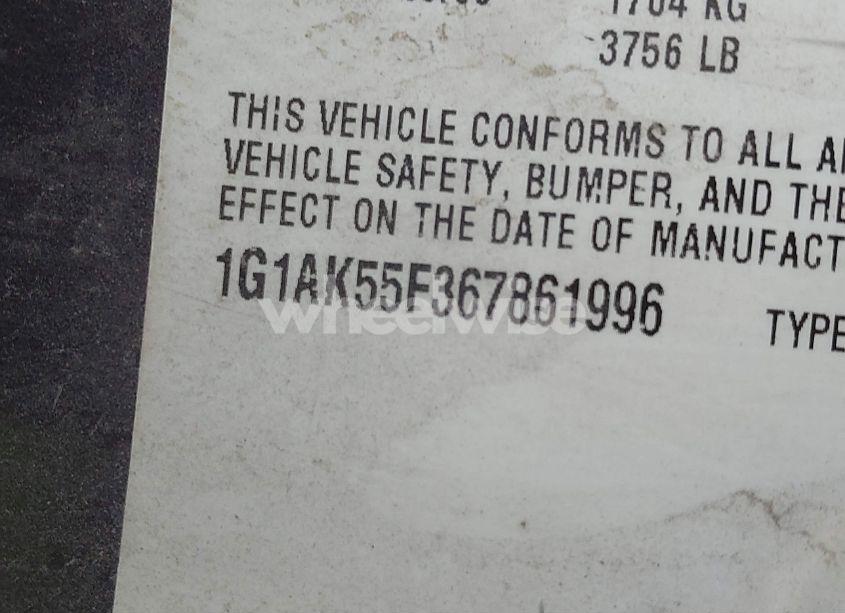 1704 KG
3756 LB
THIS VEHICLE CONFORMS TO ALL
VEHICLE SAFETY, BUMPER, AND THE
EFFECT ON THE DATE OF MANUFACT
1G1AK55F367861996
TYPE
wheelwise